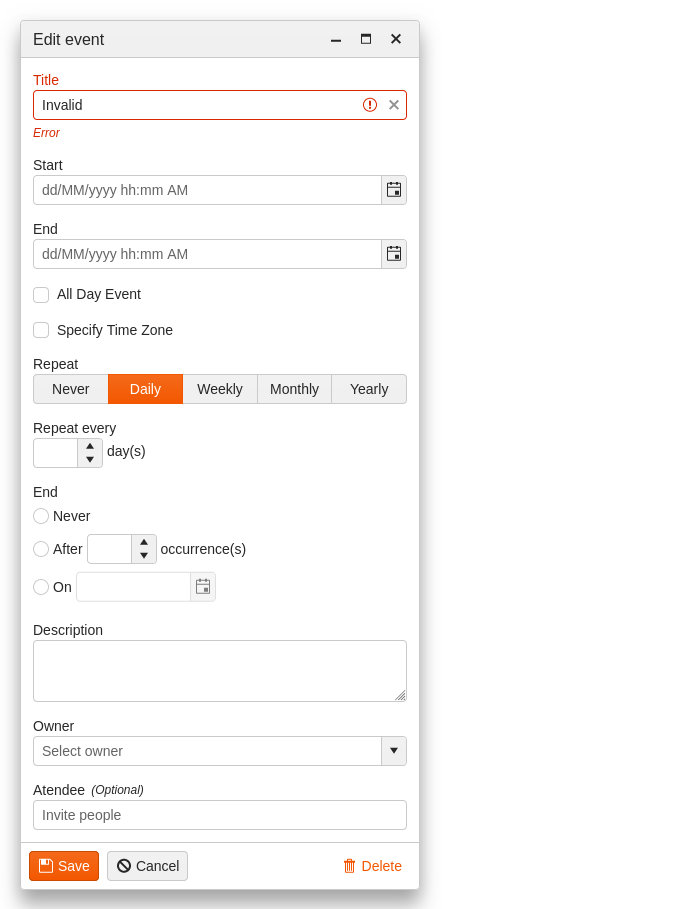 Edit event
Title
Invalid
Error
Start
dd/MM/yyyy hh:mm AM
End
dd/MM/yyyy hh:mm AM
All Day Event
Specify Time Zone
Repeat
Never Daily Weekly Monthly Yearly
Repeat every
day(s)
End
Never
After occurrence(s)
On
Description
Owner
Select owner
Atendee (Optional)
Invite people
Save Cancel Delete